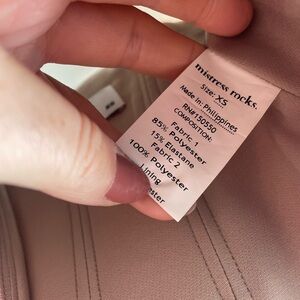 mistress rocks.
Size: XS
Made in: Philippines
RN#150550
COMPOSITION:
Fabric 1
85% Polyester
15% Elastane
Fabric 2
100% Polyester
Lining
ester